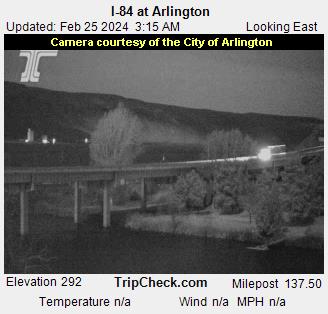 I-84 at Arlington
Updated: Feb 25 2024 3:15 AM Looking East
Camera courtesy of the City of Arlington
Elevation 292 TripCheck.com Milepost 137.50
Temperature n/a Wind n/a MPH n/a